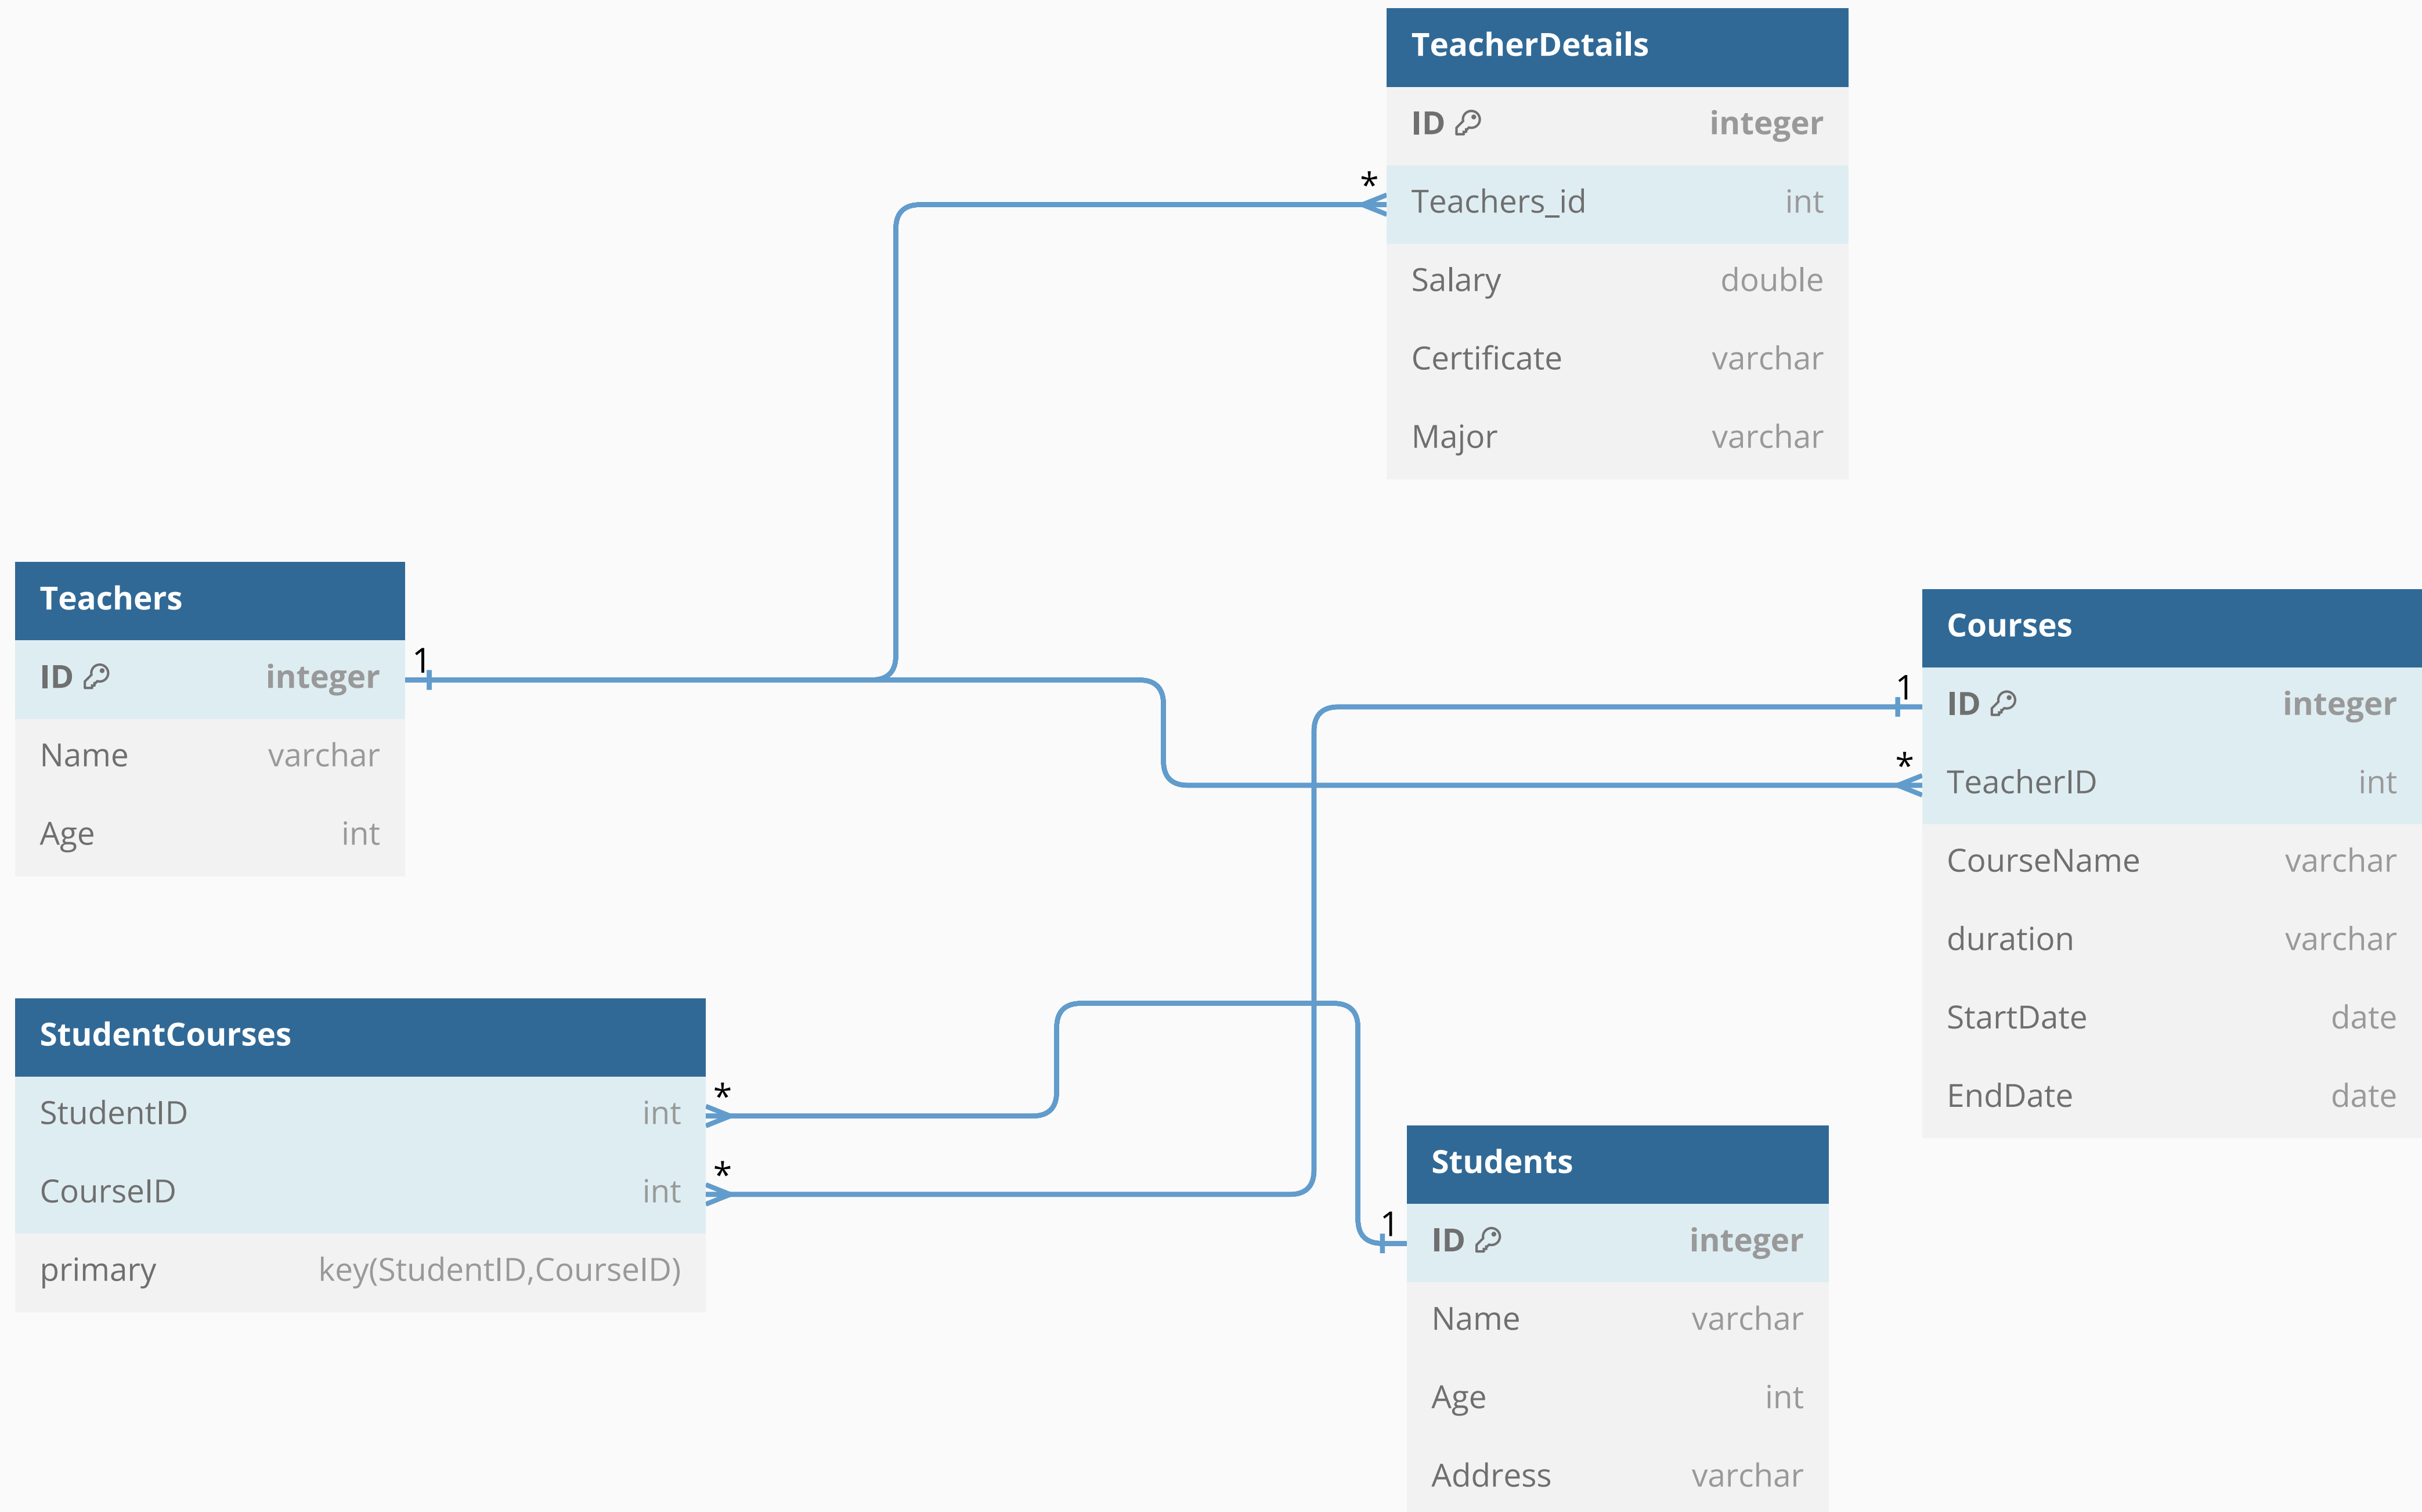 TeacherDetails
ID integer
Teachers_id int
Salary double
Certificate varchar
Major varchar
*
Teachers
ID integer
Name varchar
Age int
1
Courses
ID integer
TeacherID int
CourseName varchar
duration varchar
StartDate date
EndDate date
1
*
StudentCourses
StudentID int
CourseID int
primary key(StudentID,CourseID)
*
*
Students
ID integer
Name varchar
Age int
Address varchar
1